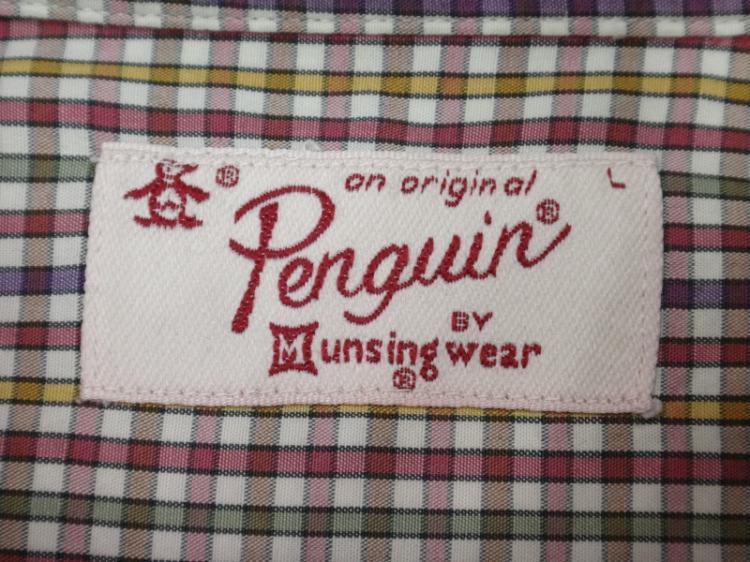 ® an original L
Penguin®
BY
Munsingwear
®